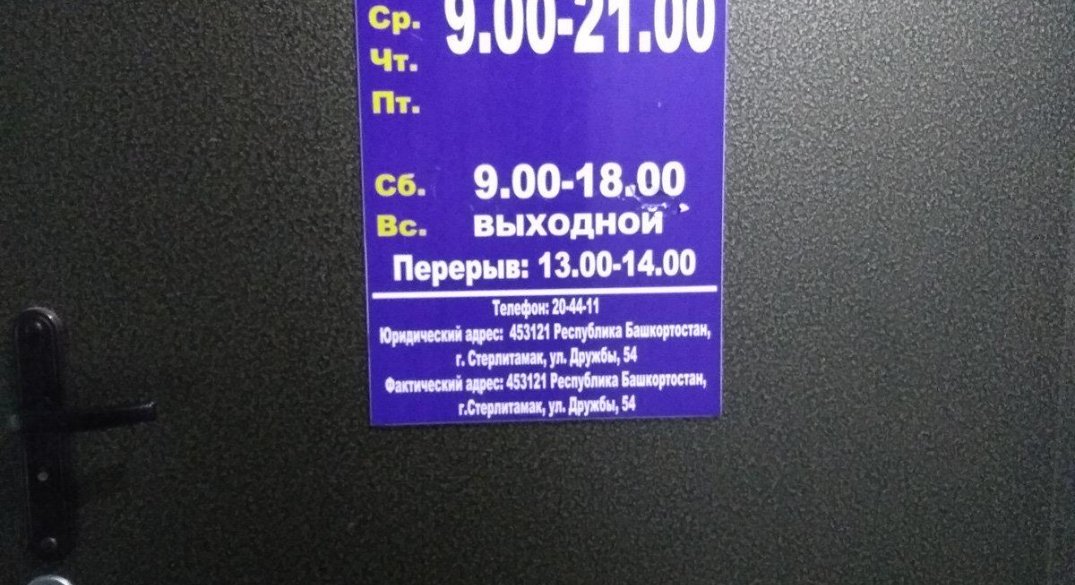 Ср. 9.00-21.00
Чт.
Пт.
Сб. 9.00-18.00
Вс. выходной
Перерыв: 13.00-14.00
Телефон: 20-44-11
Юридический адрес: 453121 Республика Башкортостан,
г. Стерлитамак, ул. Дружбы, 54
Фактический адрес: 453121 Республика Башкортостан,
г.Стерлитамак, ул. Дружбы, 54